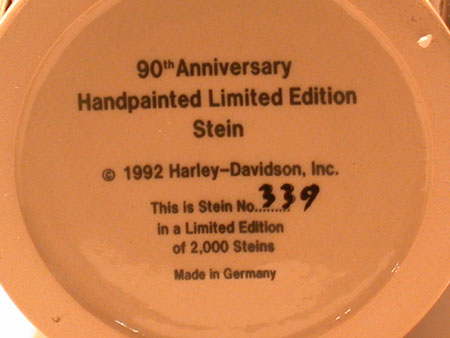 90th Anniversary
Handpainted Limited Edition
Stein
© 1992 Harley-Davidson, Inc.
This is Stein No. 339
in a Limited Edition
of 2,000 Steins
Made in Germany